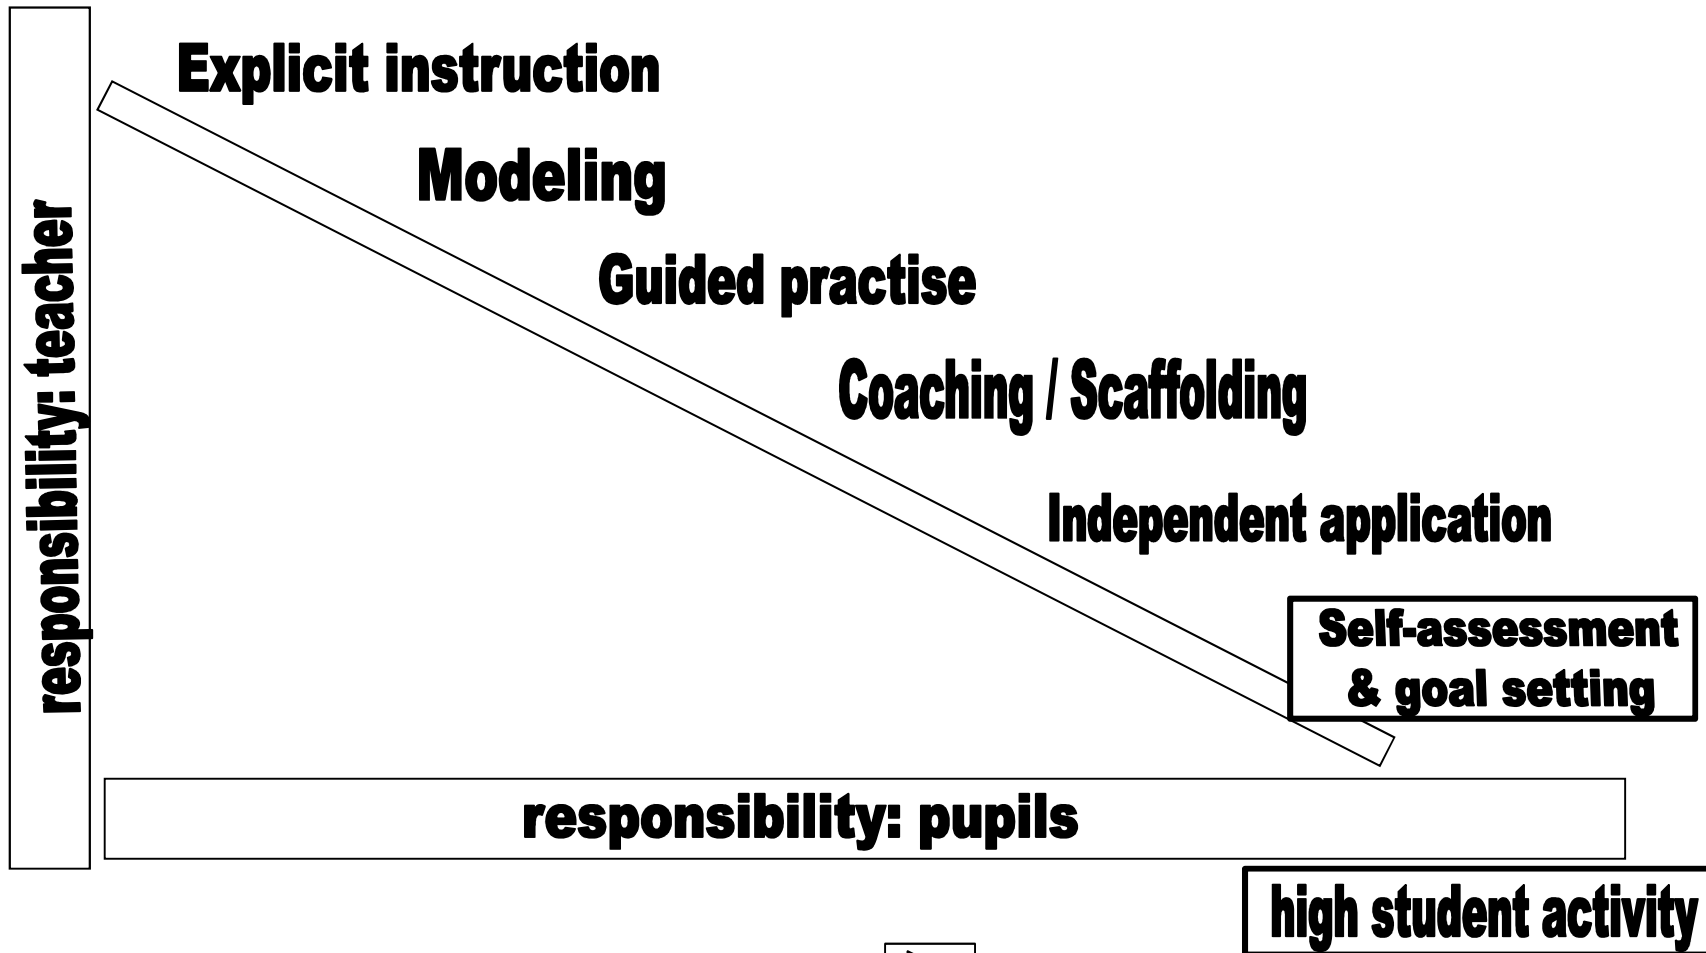 Explicit instruction
Modeling
Guided practise
Coaching / Scaffolding
Independent application
Self-assessment
& goal setting
responsibility: teacher
responsibility: pupils
high student activity